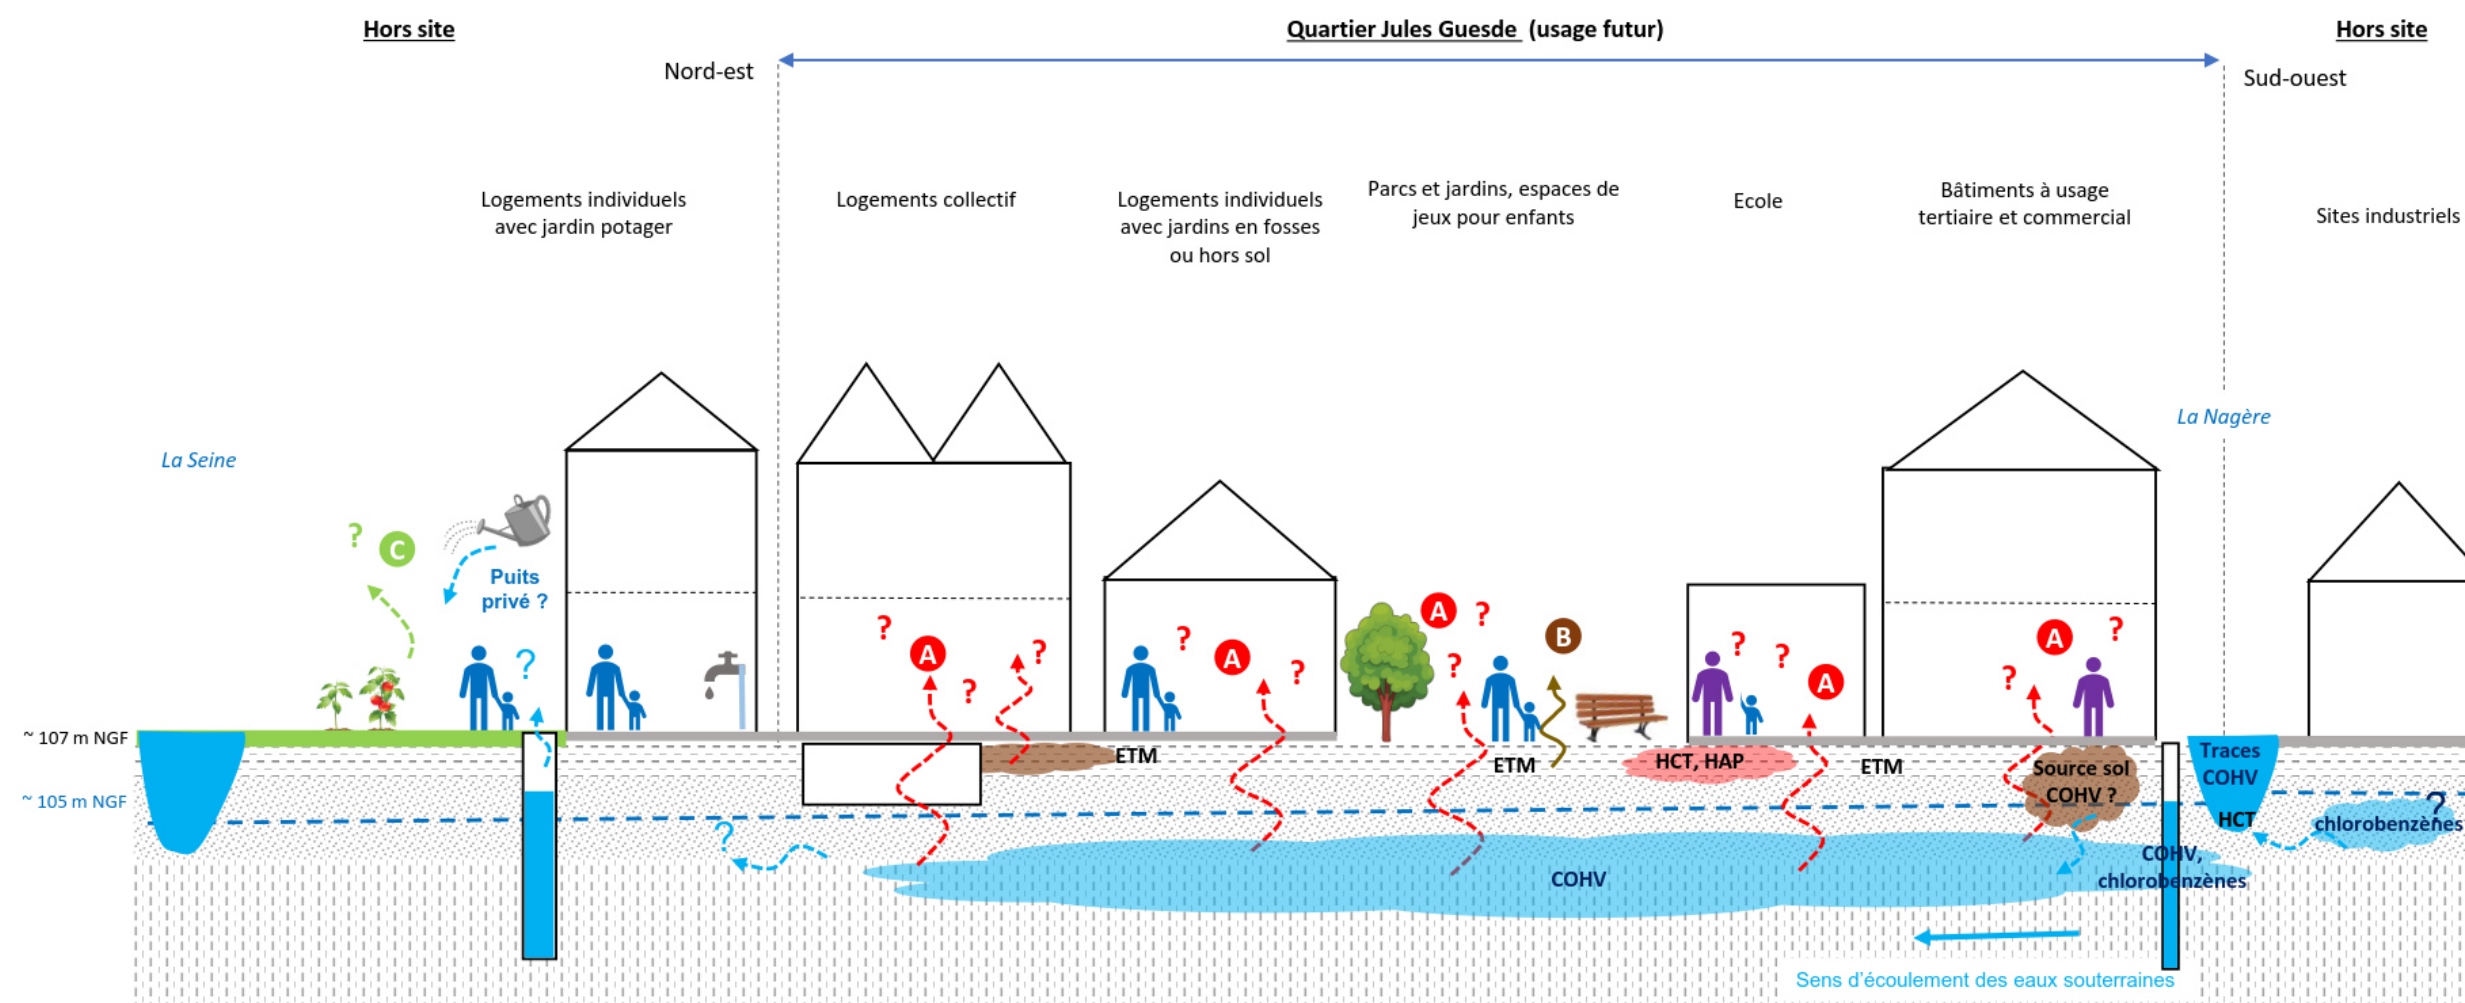 Hors site
Quartier Jules Guesde (usage futur)
Hors site
Nord-est
Sud-ouest
Logements individuels
avec jardin potager
Logements collectif
Logements individuels
avec jardins en fosses
ou hors sol
Parcs et jardins, espaces de
jeux pour enfants
Ecole
Bâtiments à usage
tertiaire et commercial
Sites industriels
La Seine
La Nagère
? C
Puits
privé ?
?
? A ? ?
? A ?
A ?
? B
? ? A
A ?
?
~ 107 m NGF
~ 105 m NGF
ETM
ETM
HCT, HAP
ETM
Source sol
COHV ?
Traces
COHV
HCT
?
chlorobenzènes
?
COHV
COHV,
chlorobenzènes
Sens d'écoulement des eaux souterraines